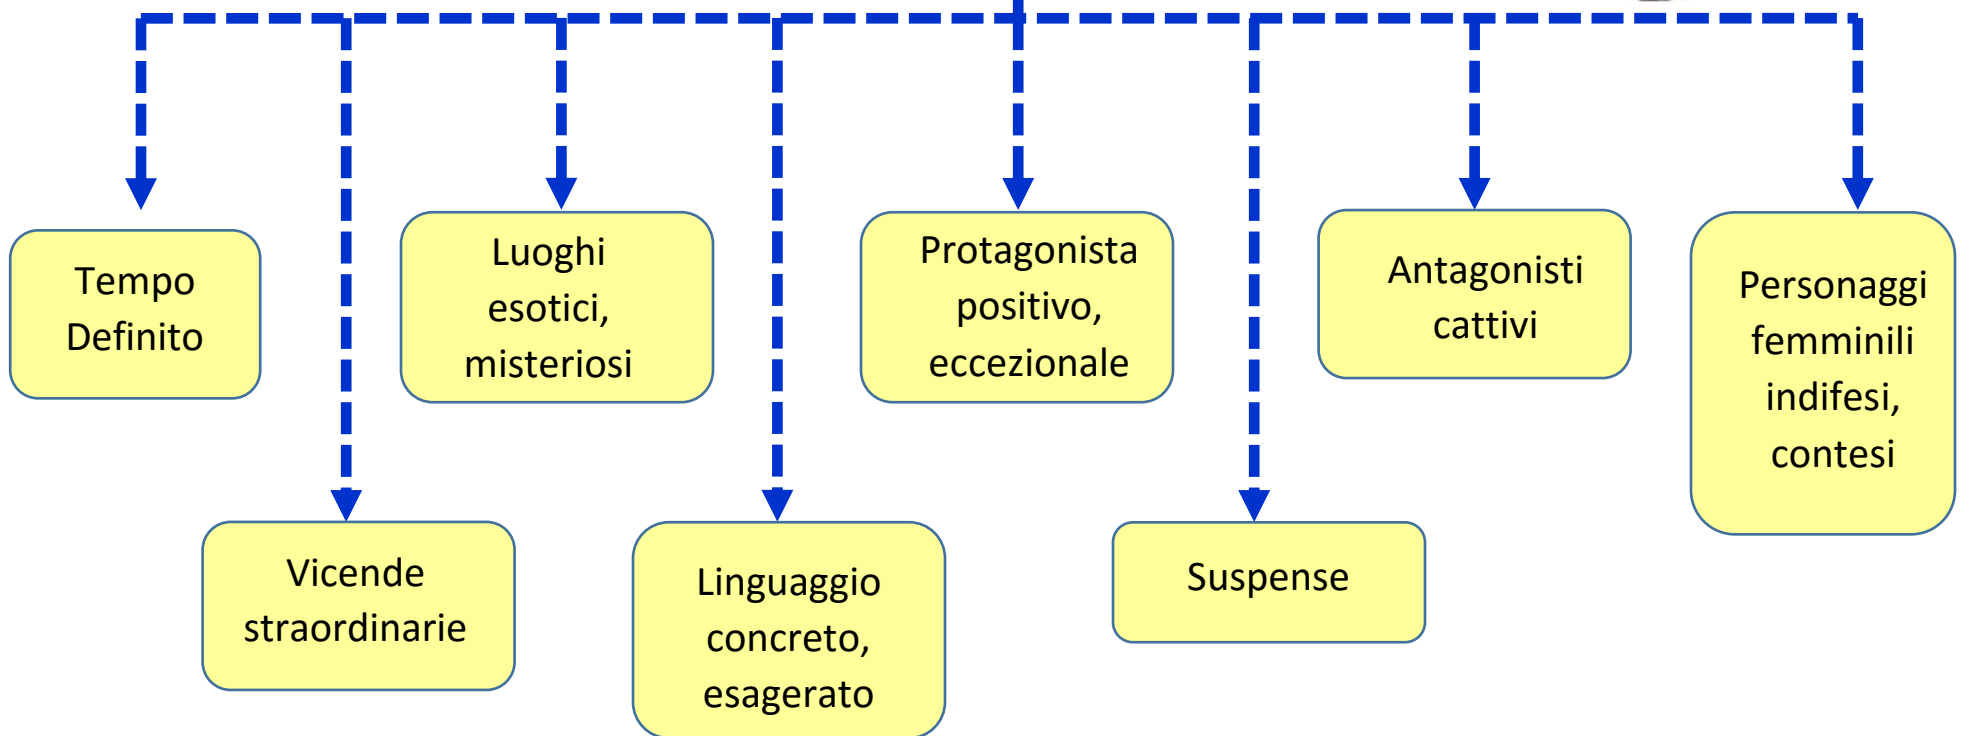 Tempo
Definito
Luoghi
esotici,
misteriosi
Protagonista
positivo,
eccezionale
Antagonisti
cattivi
Personaggi
femminili
indifesi,
contesi
Vicende
straordinarie
Linguaggio
concreto,
esagerato
Suspense